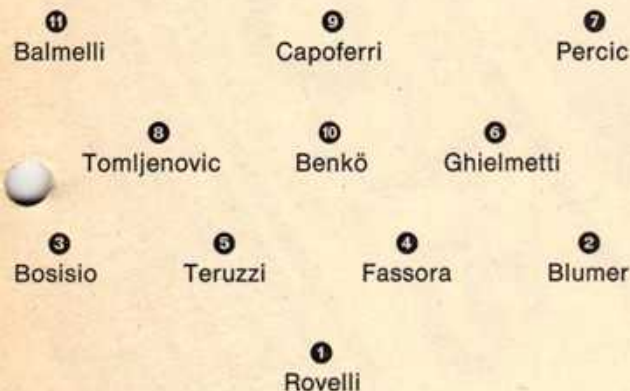 11 9 7
Balmelli Capoferri Percic
8 10 6
Tomljenovic Benkö Ghielmetti
3 5 4 2
Bosisio Teruzzi Fassora Blumer
1
Rovelli